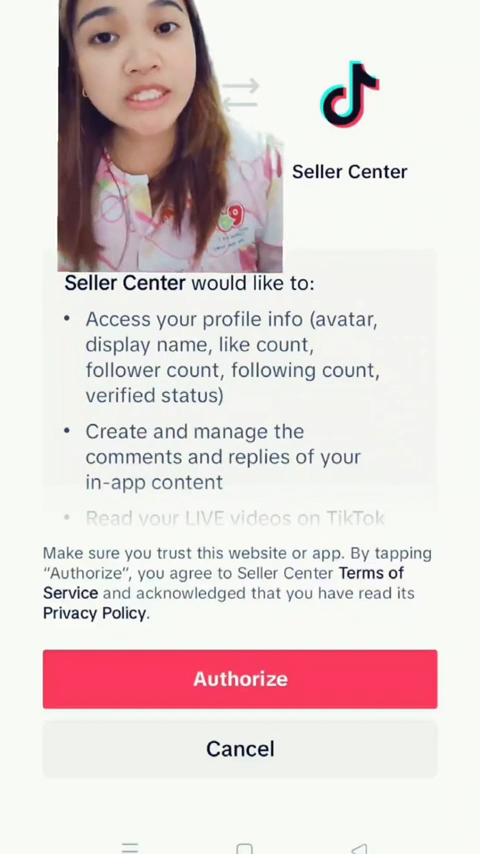 Seller Center
Seller Center would like to:
• Access your profile info (avatar,
display name, like count,
follower count, following count,
verified status)
• Create and manage the
comments and replies of your
in-app content
• Read your LIVE videos on TikTok
Make sure you trust this website or app. By tapping
“Authorize”, you agree to Seller Center Terms of
Service and acknowledged that you have read its
Privacy Policy.
Authorize
Cancel